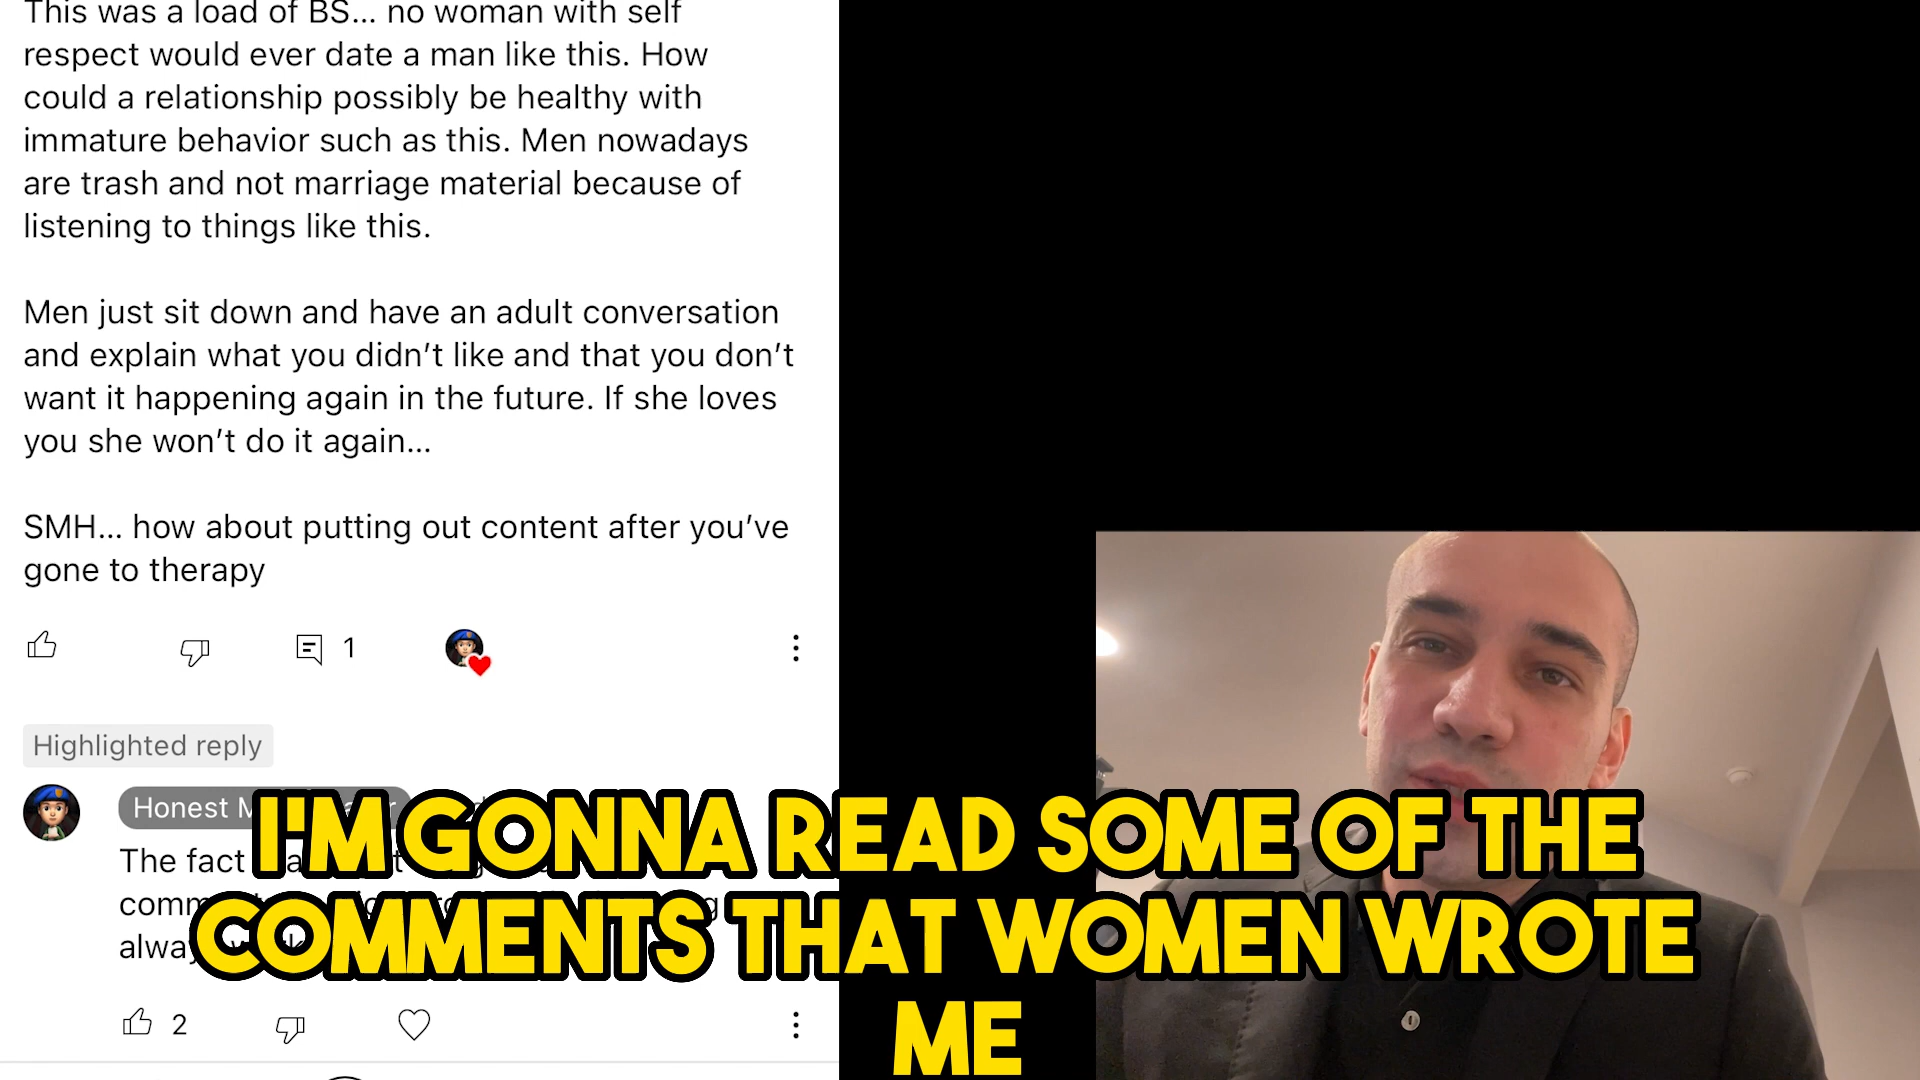 This was a load of BS... no woman with self
respect would ever date a man like this. How
could a relationship possibly be healthy with
immature behavior such as this. Men nowadays
are trash and not marriage material because of
listening to things like this.
Men just sit down and have an adult conversation
and explain what you didn't like and that you don't
want it happening again in the future. If she loves
you she won't do it again...
SMH... how about putting out content after you've
gone to therapy
1
Highlighted reply
Honest
The fact
2
I'M GONNA READ SOME OF THE
COMMENTS THAT WOMEN WROTE
ME